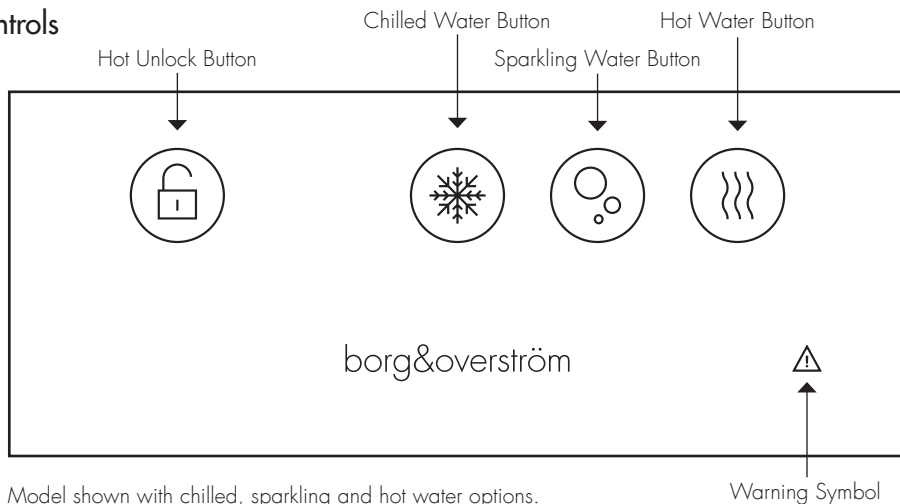 ntrols
Chilled Water Button
Hot Water Button
Hot Unlock Button
Sparkling Water Button
borg&overström
Warning Symbol
Model shown with chilled, sparkling and hot water options.